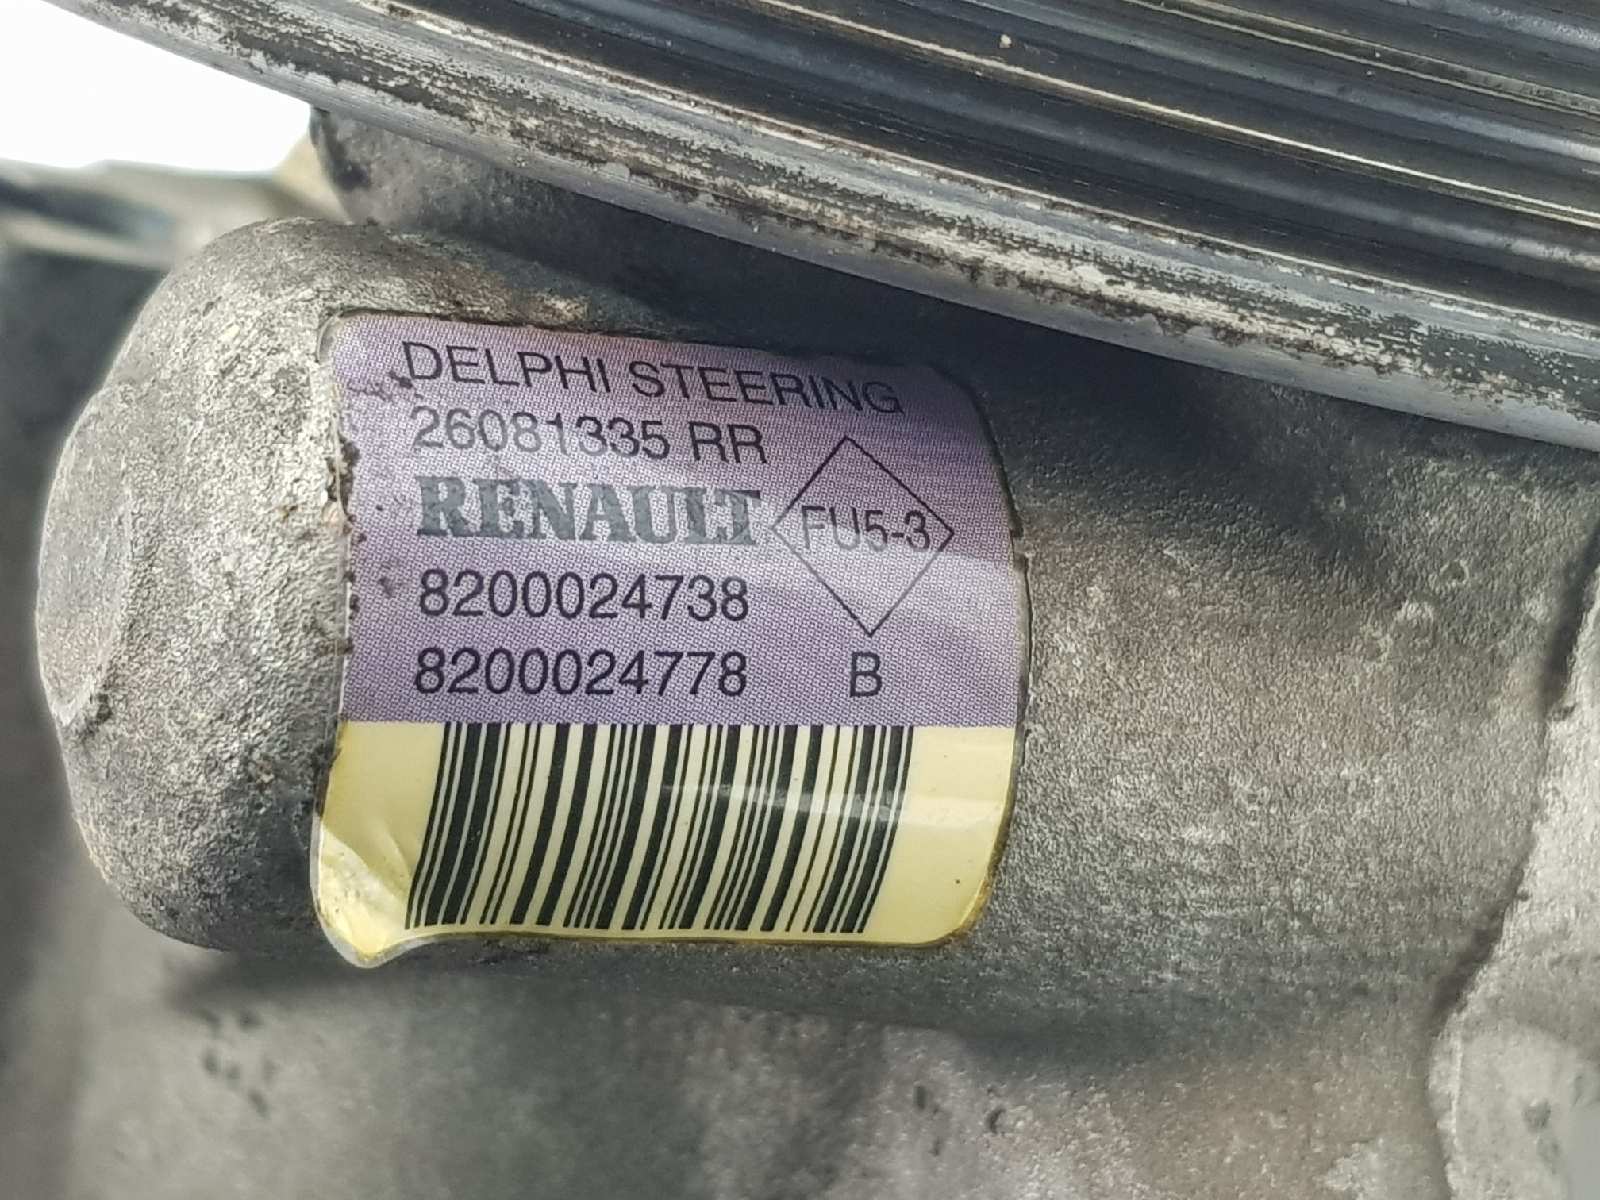 DELPHI STEERING
26081335 RR
RENAULT FU5-3
8200024738
8200024778 B